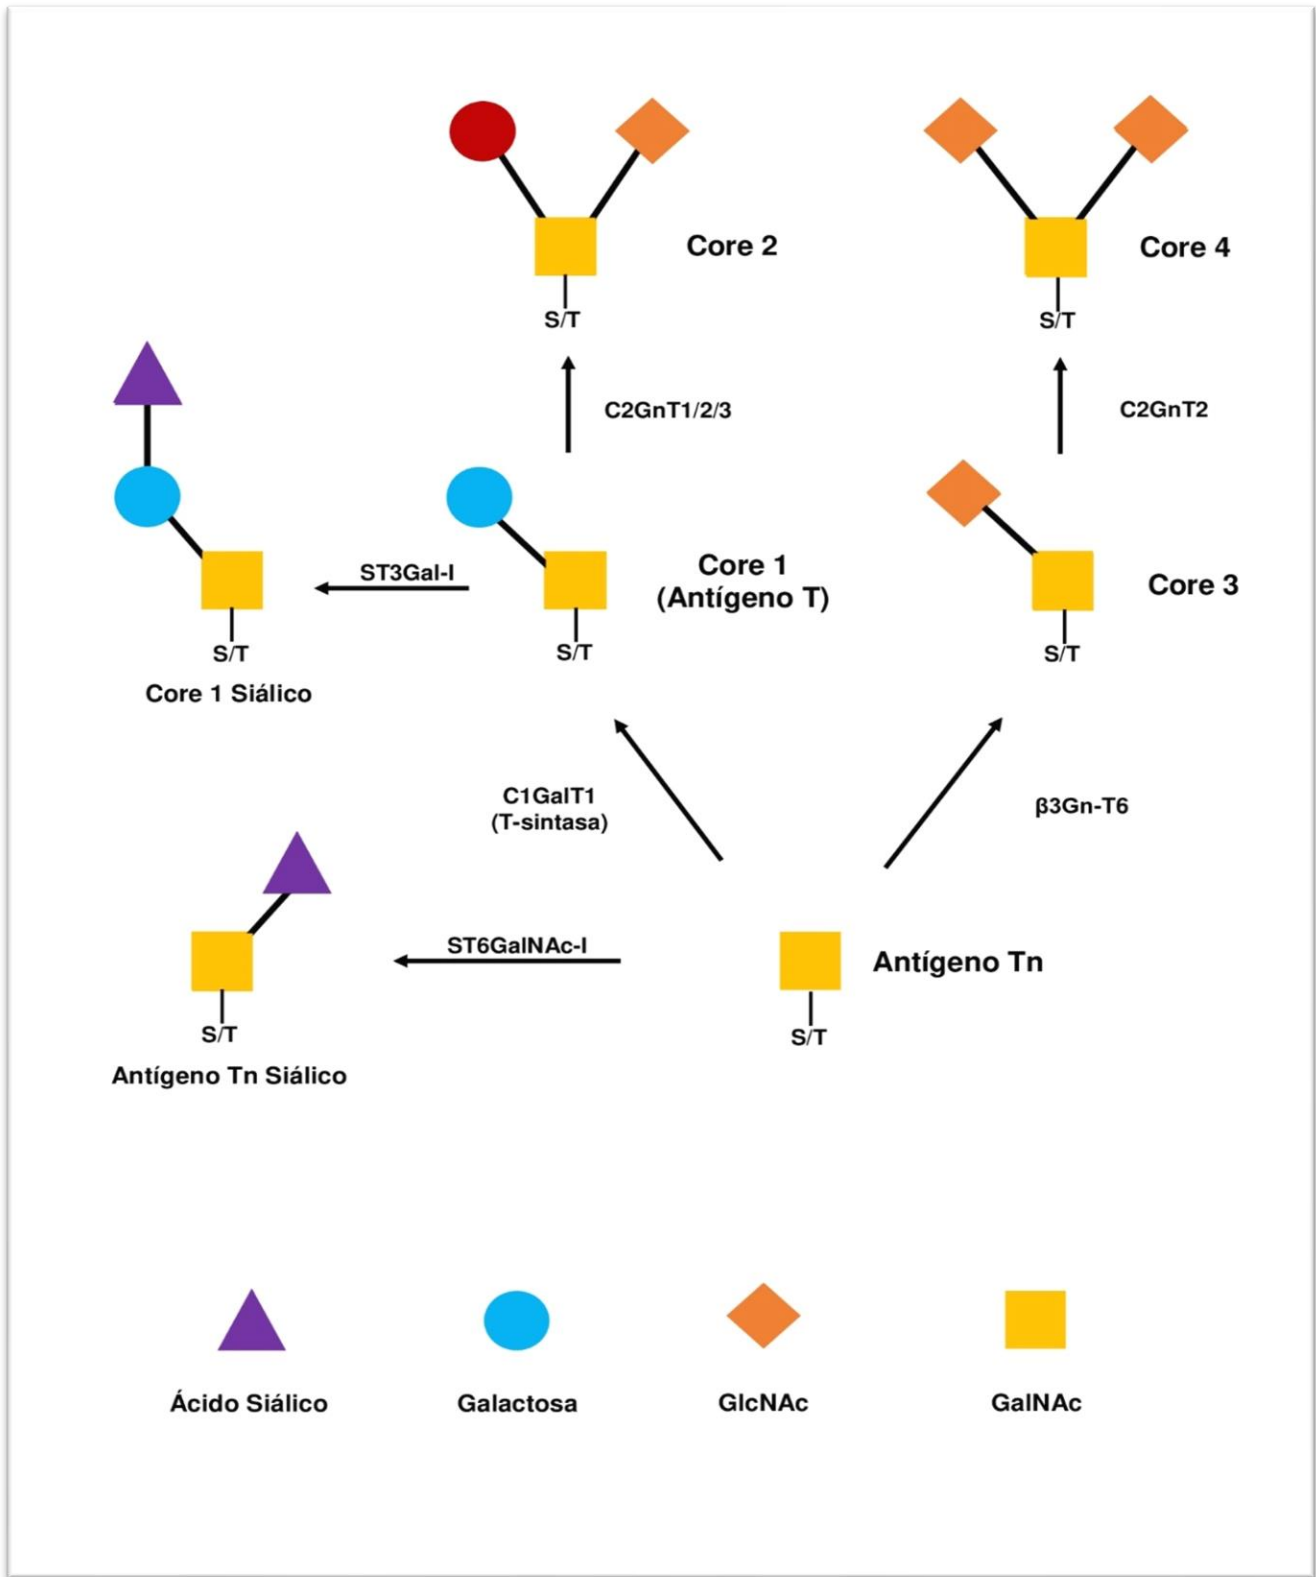 Core 2
Core 4
S/T
S/T
C2GnT1/2/3
C2GnT2
ST3Gal-I
Core 1
(Antígeno T)
Core 3
S/T
S/T
S/T
Core 1 Siálico
C1GalT1
(T-sintasa)
β3Gn-T6
ST6GalNAc-I
Antígeno Tn
S/T
S/T
Antígeno Tn Siálico
Ácido Siálico
Galactosa
GlcNAc
GalNAc